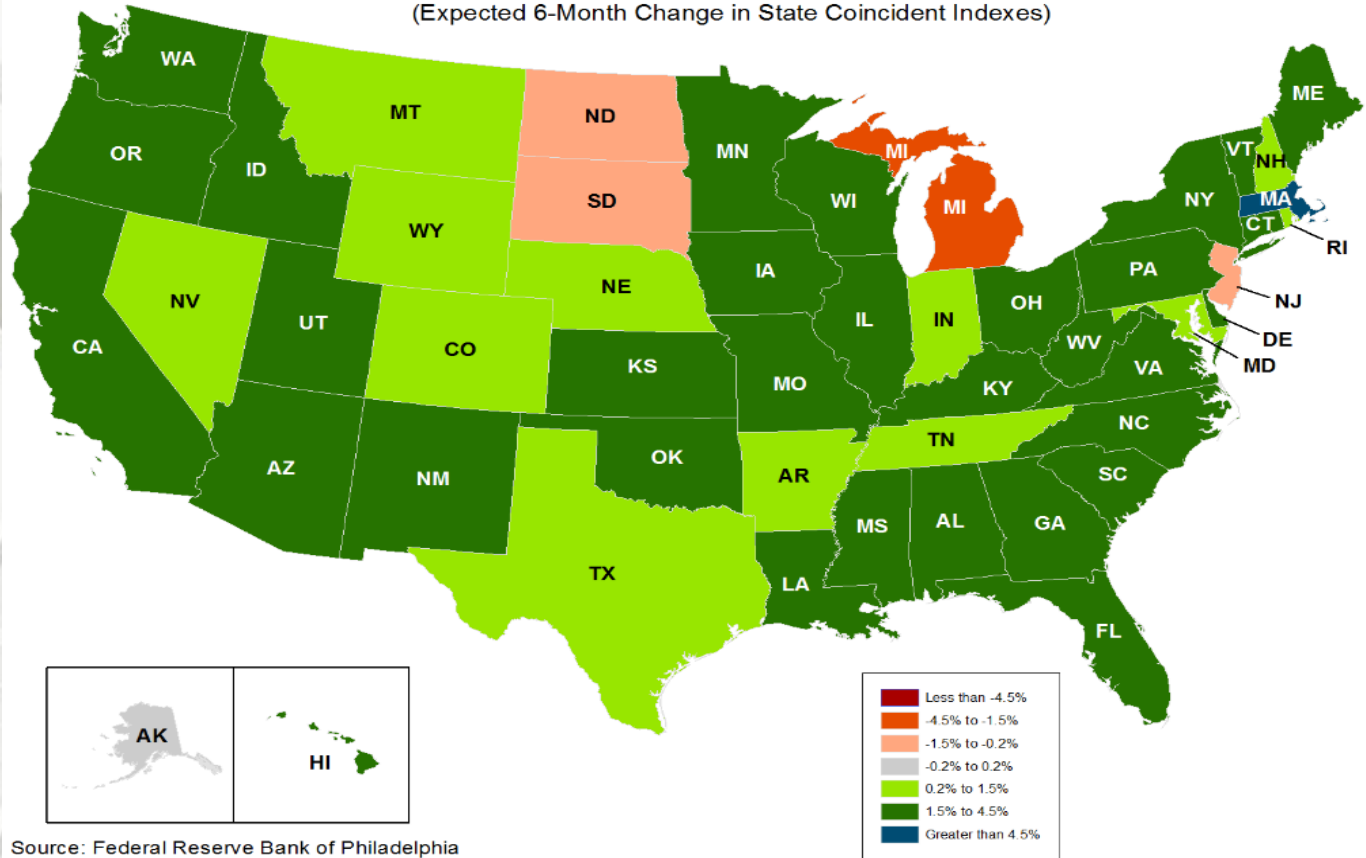 (Expected 6-Month Change in State Coincident Indexes)
WA
MT
ND
MN
ME
OR
ID
SD
WI
MI
MI
VT
NH
NY
MA
CT
RI
WY
IA
NE
PA
NV
UT
CO
IL
IN
OH
NJ
DE
MD
CA
KS
MO
WV
VA
KY
NC
TN
AZ
NM
OK
AR
SC
MS
AL
GA
TX
LA
FL
AK
HI
Less than -4.5%
-4.5% to -1.5%
-1.5% to -0.2%
-0.2% to 0.2%
0.2% to 1.5%
1.5% to 4.5%
Greater than 4.5%
Source: Federal Reserve Bank of Philadelphia